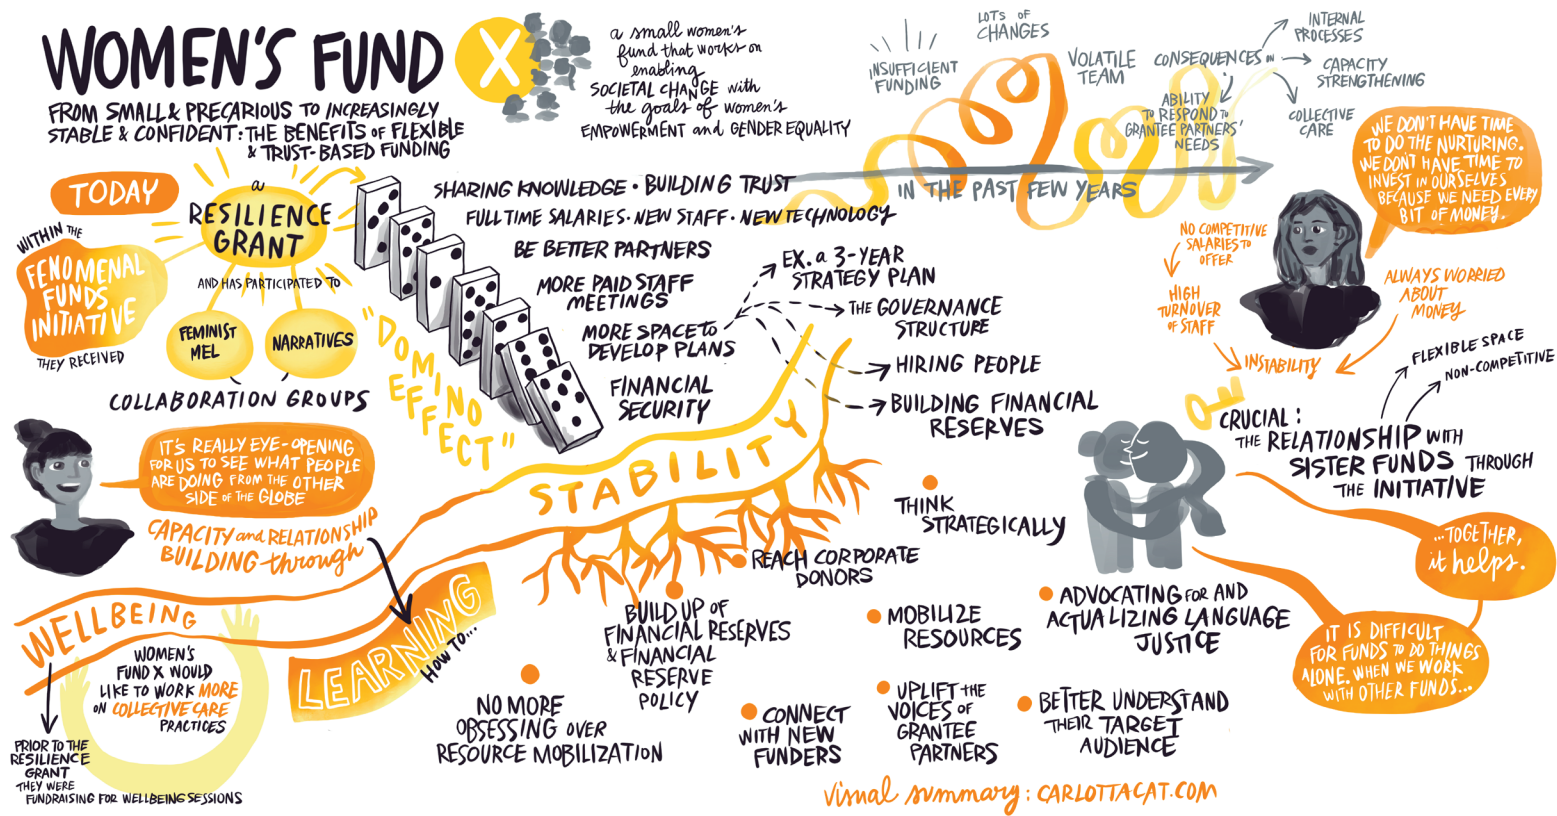 WOMEN'S FUND
X
FROM SMALL & PRECARIOUS TO INCREASINGLY
STABLE & CONFIDENT: THE BENEFITS OF FLEXIBLE
& TRUST-BASED FUNDING
a small women's
fund that works on
enabling
SOCIETAL CHANGE with
the goals of women's
EMPOWERMENT and GENDER EQUALITY
INSUFFICIENT
FUNDING
LOTS OF
CHANGES
VOLATILE
TEAM
CONSEQUENCES ON
INTERNAL
PROCESSES
CAPACITY
STRENGTHENING
COLLECTIVE
CARE
ABILITY
TO RESPOND TO
GRANTEE PARTNERS'
NEEDS
IN THE PAST FEW YEARS
WE DON'T HAVE TIME
TO DO THE NURTURING.
WE DON'T HAVE TIME TO
INVEST IN OURSELVES
BECAUSE WE NEED EVERY
BIT OF MONEY.
NO COMPETITIVE
SALARIES TO
OFFER
HIGH
TURNOVER
OF STAFF
ALWAYS WORRIED
ABOUT
MONEY
INSTABILITY
TODAY
WITHIN THE
FENOMENAL
FUNDS
INITIATIVE
THEY RECEIVED
a
RESILIENCE
GRANT
AND HAS PARTICIPATED TO
FEMINIST
MEL
NARRATIVES
COLLABORATION GROUPS
"DOMINO
EFFECT"
SHARING KNOWLEDGE · BUILDING TRUST
FULL TIME SALARIES · NEW STAFF · NEW TECHNOLOGY
BE BETTER PARTNERS
MORE PAID STAFF
MEETINGS
MORE SPACE TO
DEVELOP PLANS
FINANCIAL
SECURITY
EX. a 3-YEAR
STRATEGY PLAN
THE GOVERNANCE
STRUCTURE
HIRING PEOPLE
BUILDING FINANCIAL
RESERVES
FLEXIBLE SPACE
NON-COMPETITIVE
CRUCIAL:
THE RELATIONSHIP WITH
SISTER FUNDS THROUGH
THE INITIATIVE
...TOGETHER,
it helps.
IT IS DIFFICULT
FOR FUNDS TO DO THINGS
ALONE. WHEN WE WORK
WITH OTHER FUNDS...
IT'S REALLY EYE-OPENING
FOR US TO SEE WHAT PEOPLE
ARE DOING FROM THE OTHER
SIDE OF THE GLOBE
CAPACITY and RELATIONSHIP
BUILDING through
STABILITY
WELLBEING
WOMEN'S
FUND X WOULD
LIKE TO WORK MORE
ON COLLECTIVE CARE
PRACTICES
PRIOR TO THE
RESILIENCE
GRANT
THEY WERE
FUNDRAISING FOR WELLBEING SESSIONS
LEARNING
HOW TO...
NO MORE
OBSESSING OVER
RESOURCE MOBILIZATION
BUILD UP OF
FINANCIAL RESERVES
& FINANCIAL
RESERVE
POLICY
REACH CORPORATE
DONORS
THINK
STRATEGICALLY
MOBILIZE
RESOURCES
CONNECT
WITH NEW
FUNDERS
UPLIFT THE
VOICES OF
GRANTEE
PARTNERS
ADVOCATING FOR AND
ACTUALIZING LANGUAGE
JUSTICE
BETTER UNDERSTAND
THEIR TARGET
AUDIENCE
visual summary: CARLOTTACAT.COM